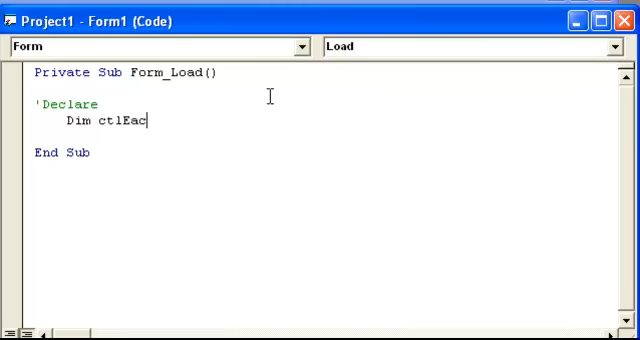 Project1 - Form1 (Code)
Form Load
Private Sub Form_Load()
'Declare
Dim ctlEac
End Sub